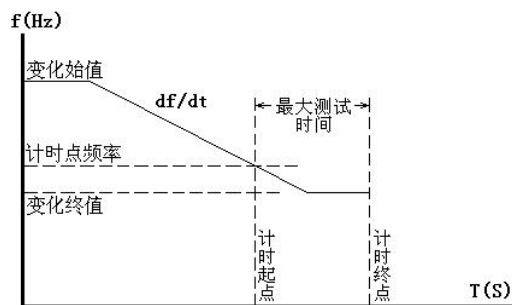 f(Hz)
变化始值
df/dt
最大测试
时间
计时点频率
变化终值
计时起点
计时终点
T(S)